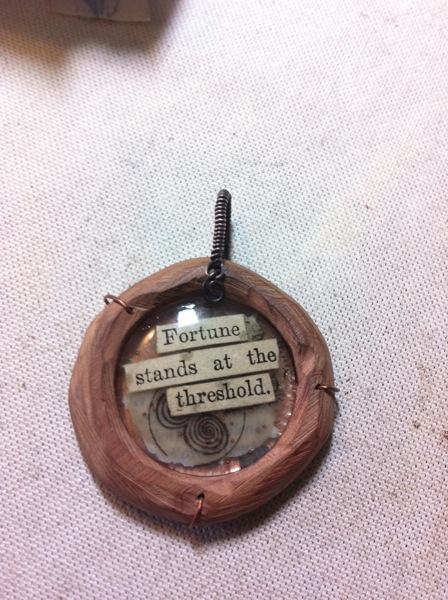 Fortune
stands at the
threshold.